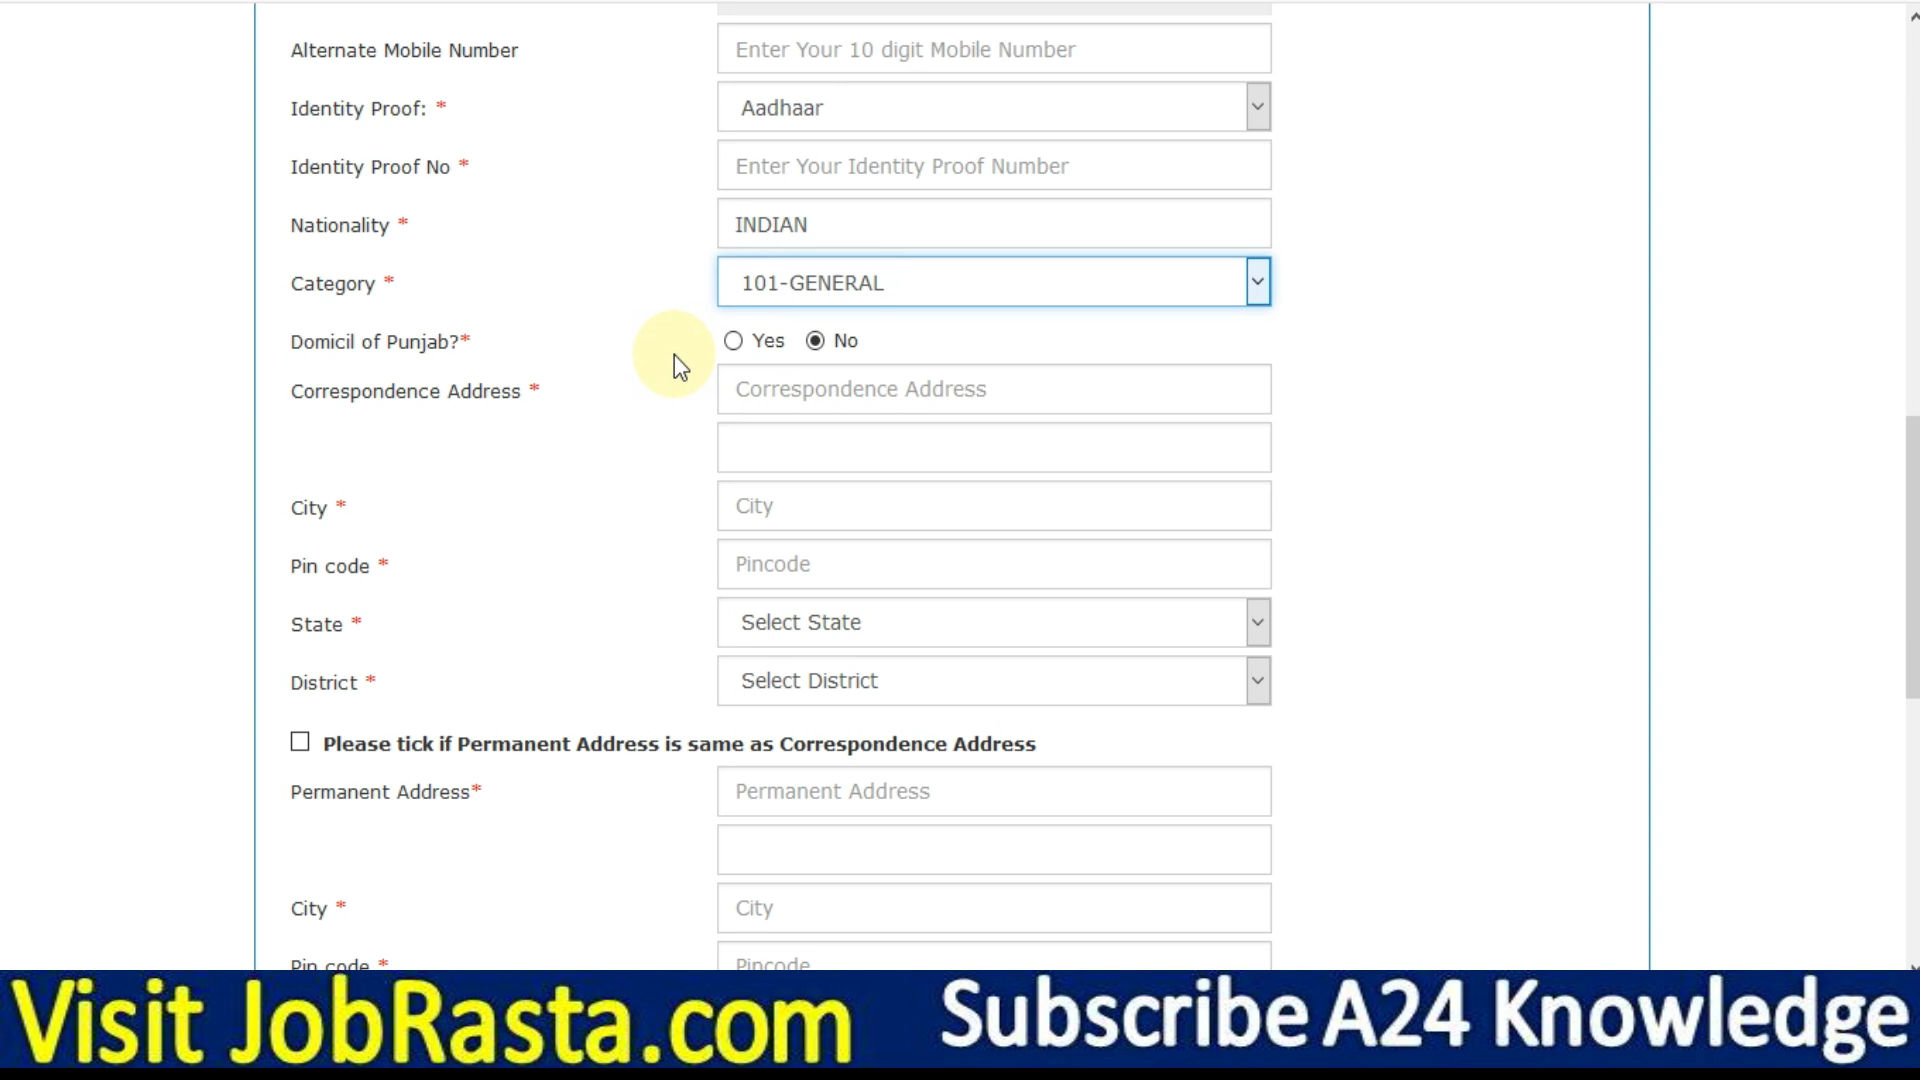 Alternate Mobile Number Enter Your 10 digit Mobile Number
Identity Proof: * Aadhaar
Identity Proof No * Enter Your Identity Proof Number
Nationality * INDIAN
Category * 101-GENERAL
Domicil of Punjab?* Yes No
Correspondence Address * Correspondence Address
City * City
Pin code * Pincode
State * Select State
District * Select District
Please tick if Permanent Address is same as Correspondence Address
Permanent Address* Permanent Address
City * City
Pin code * Pincode
Visit JobRasta.com Subscribe A24 Knowledge